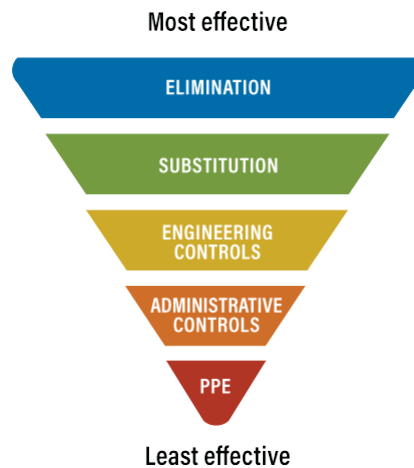 Most effective
ELIMINATION
SUBSTITUTION
ENGINEERING
CONTROLS
ADMINISTRATIVE
CONTROLS
PPE
Least effective